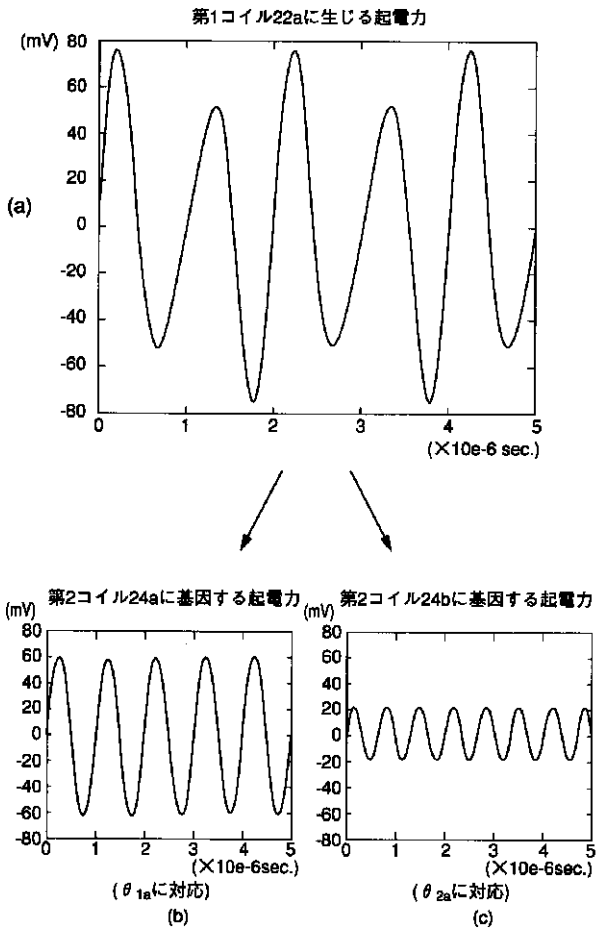 第1コイル22aに生じる起電力
(mV)
80
60
40
20
0
-20
-40
-60
-80
(a)
0 1 2 3 4 5
(×10e-6 sec.)
第2コイル24aに基因する起電力
(mV)
80
60
40
20
0
-20
-40
-60
-80
0 1 2 3 4 5
(×10e-6sec.)
(θ1aに対応)
(b)
第2コイル24bに基因する起電力
(mV)
80
60
40
20
0
-20
-40
-60
-80
0 1 2 3 4 5
(×10e-6sec.)
(θ2aに対応)
(c)